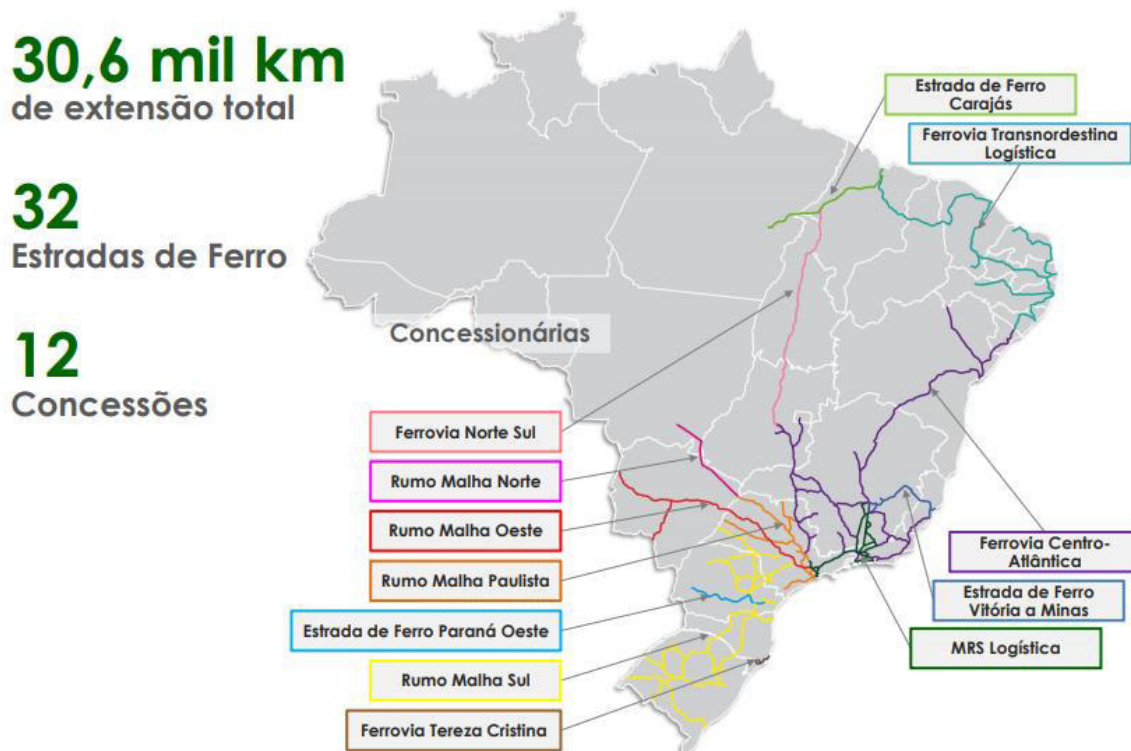 30,6 mil km
de extensão total
32
Estradas de Ferro
12
Concessões
Concessionárias
Estrada de Ferro
Carajás
Ferrovia Transnordestina
Logística
Ferrovia Norte Sul
Rumo Malha Norte
Rumo Malha Oeste
Rumo Malha Paulista
Estrada de Ferro Paraná Oeste
Rumo Malha Sul
Ferrovia Tereza Cristina
Ferrovia Centro-
Atlântica
Estrada de Ferro
Vitória a Minas
MRS Logística